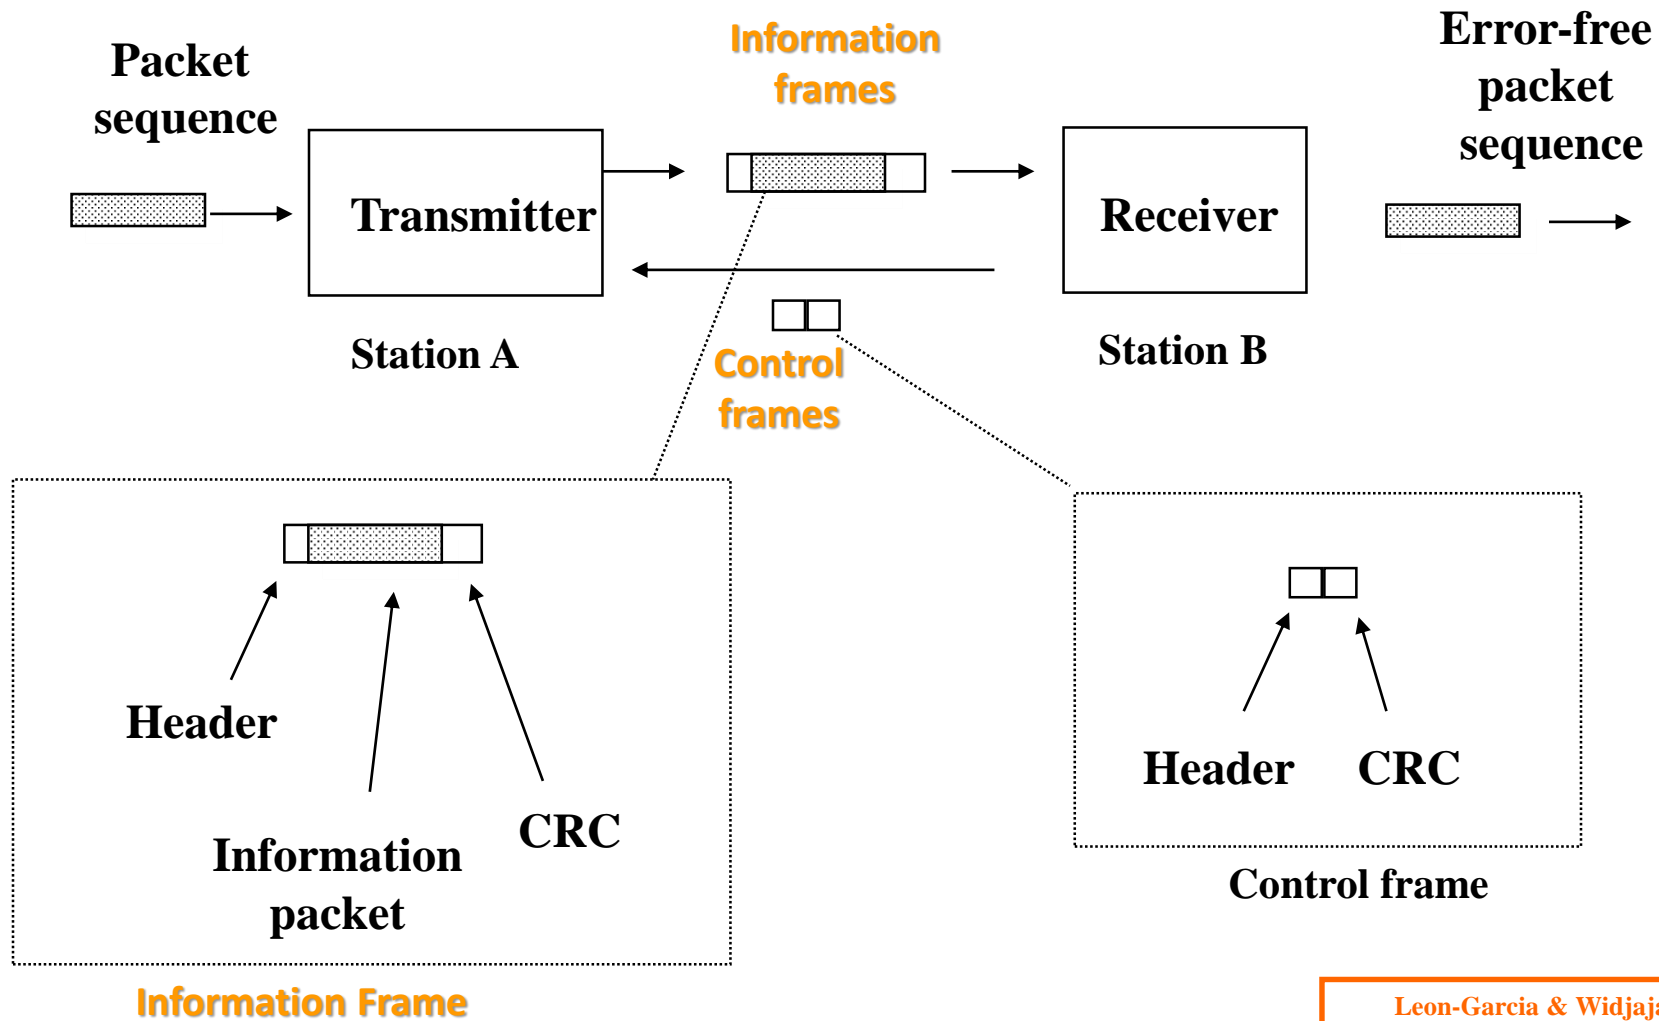 Packet
sequence
Information
frames
Error-free
packet
sequence
Transmitter
Receiver
Station A
Control
frames
Station B
Header
Information
packet
CRC
Information Frame
Header CRC
Control frame
Leon-Garcia & Widjaja